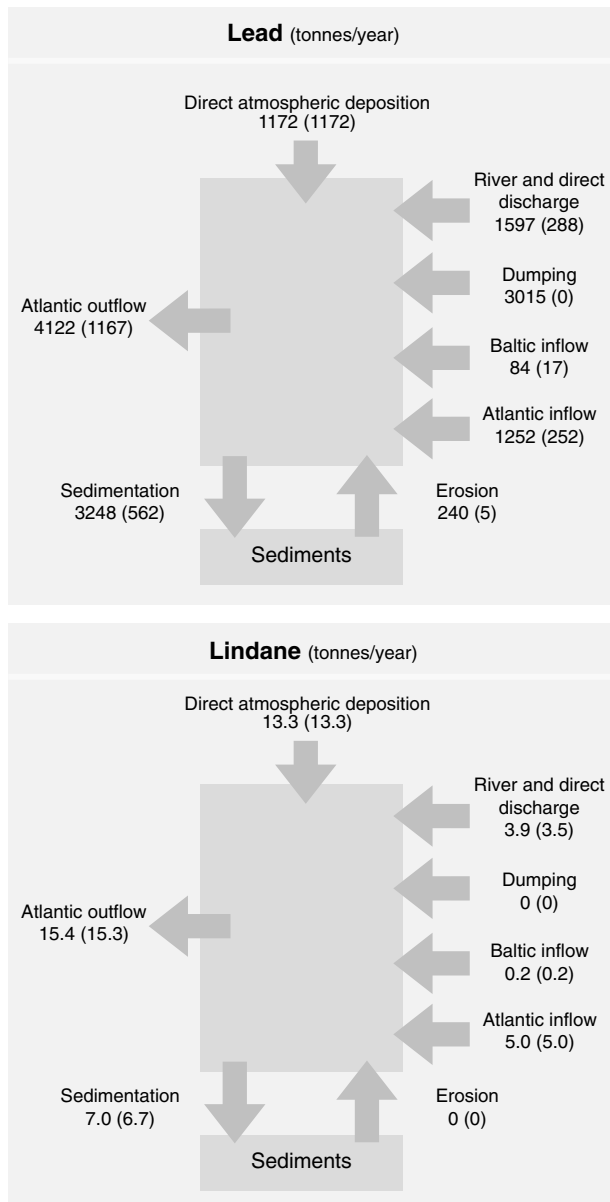 Lead (tonnes/year)
Direct atmospheric deposition
1172 (1172)
River and direct
discharge
1597 (288)
Dumping
3015 (0)
Atlantic outflow
4122 (1167)
Baltic inflow
84 (17)
Atlantic inflow
1252 (252)
Sedimentation
3248 (562)
Erosion
240 (5)
Sediments
Lindane (tonnes/year)
Direct atmospheric deposition
13.3 (13.3)
River and direct
discharge
3.9 (3.5)
Dumping
0 (0)
Atlantic outflow
15.4 (15.3)
Baltic inflow
0.2 (0.2)
Atlantic inflow
5.0 (5.0)
Sedimentation
7.0 (6.7)
Erosion
0 (0)
Sediments